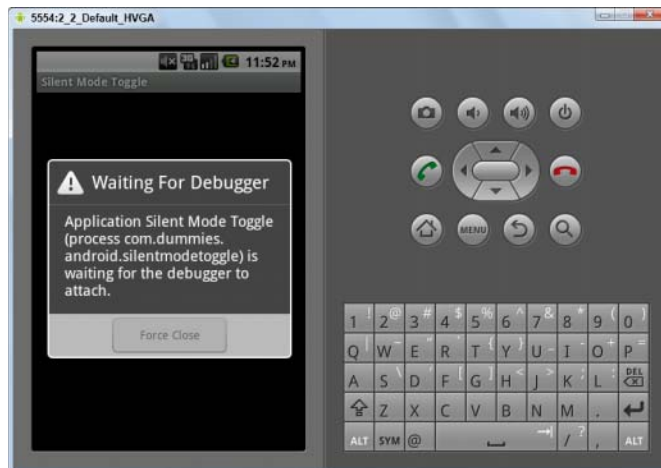 5554:2_2_Default_HVGA
3G 11:52 PM
Silent Mode Toggle
Waiting For Debugger
Application Silent Mode Toggle
(process com.dummies.
android.silentmodetoggle) is
waiting for the debugger to
attach.
Force Close
MENU
1 ! 2 @ 3 # 4 $ 5 % 6 ^ 7 & 8 * 9 ( 0 )
Q | W ~ E " R ` T { Y } U _ I - O + P =
A S \ D ' F [ G ] H < J > K ; L : DEL
Z X C V B N M .
ALT SYM @ / ? , ALT